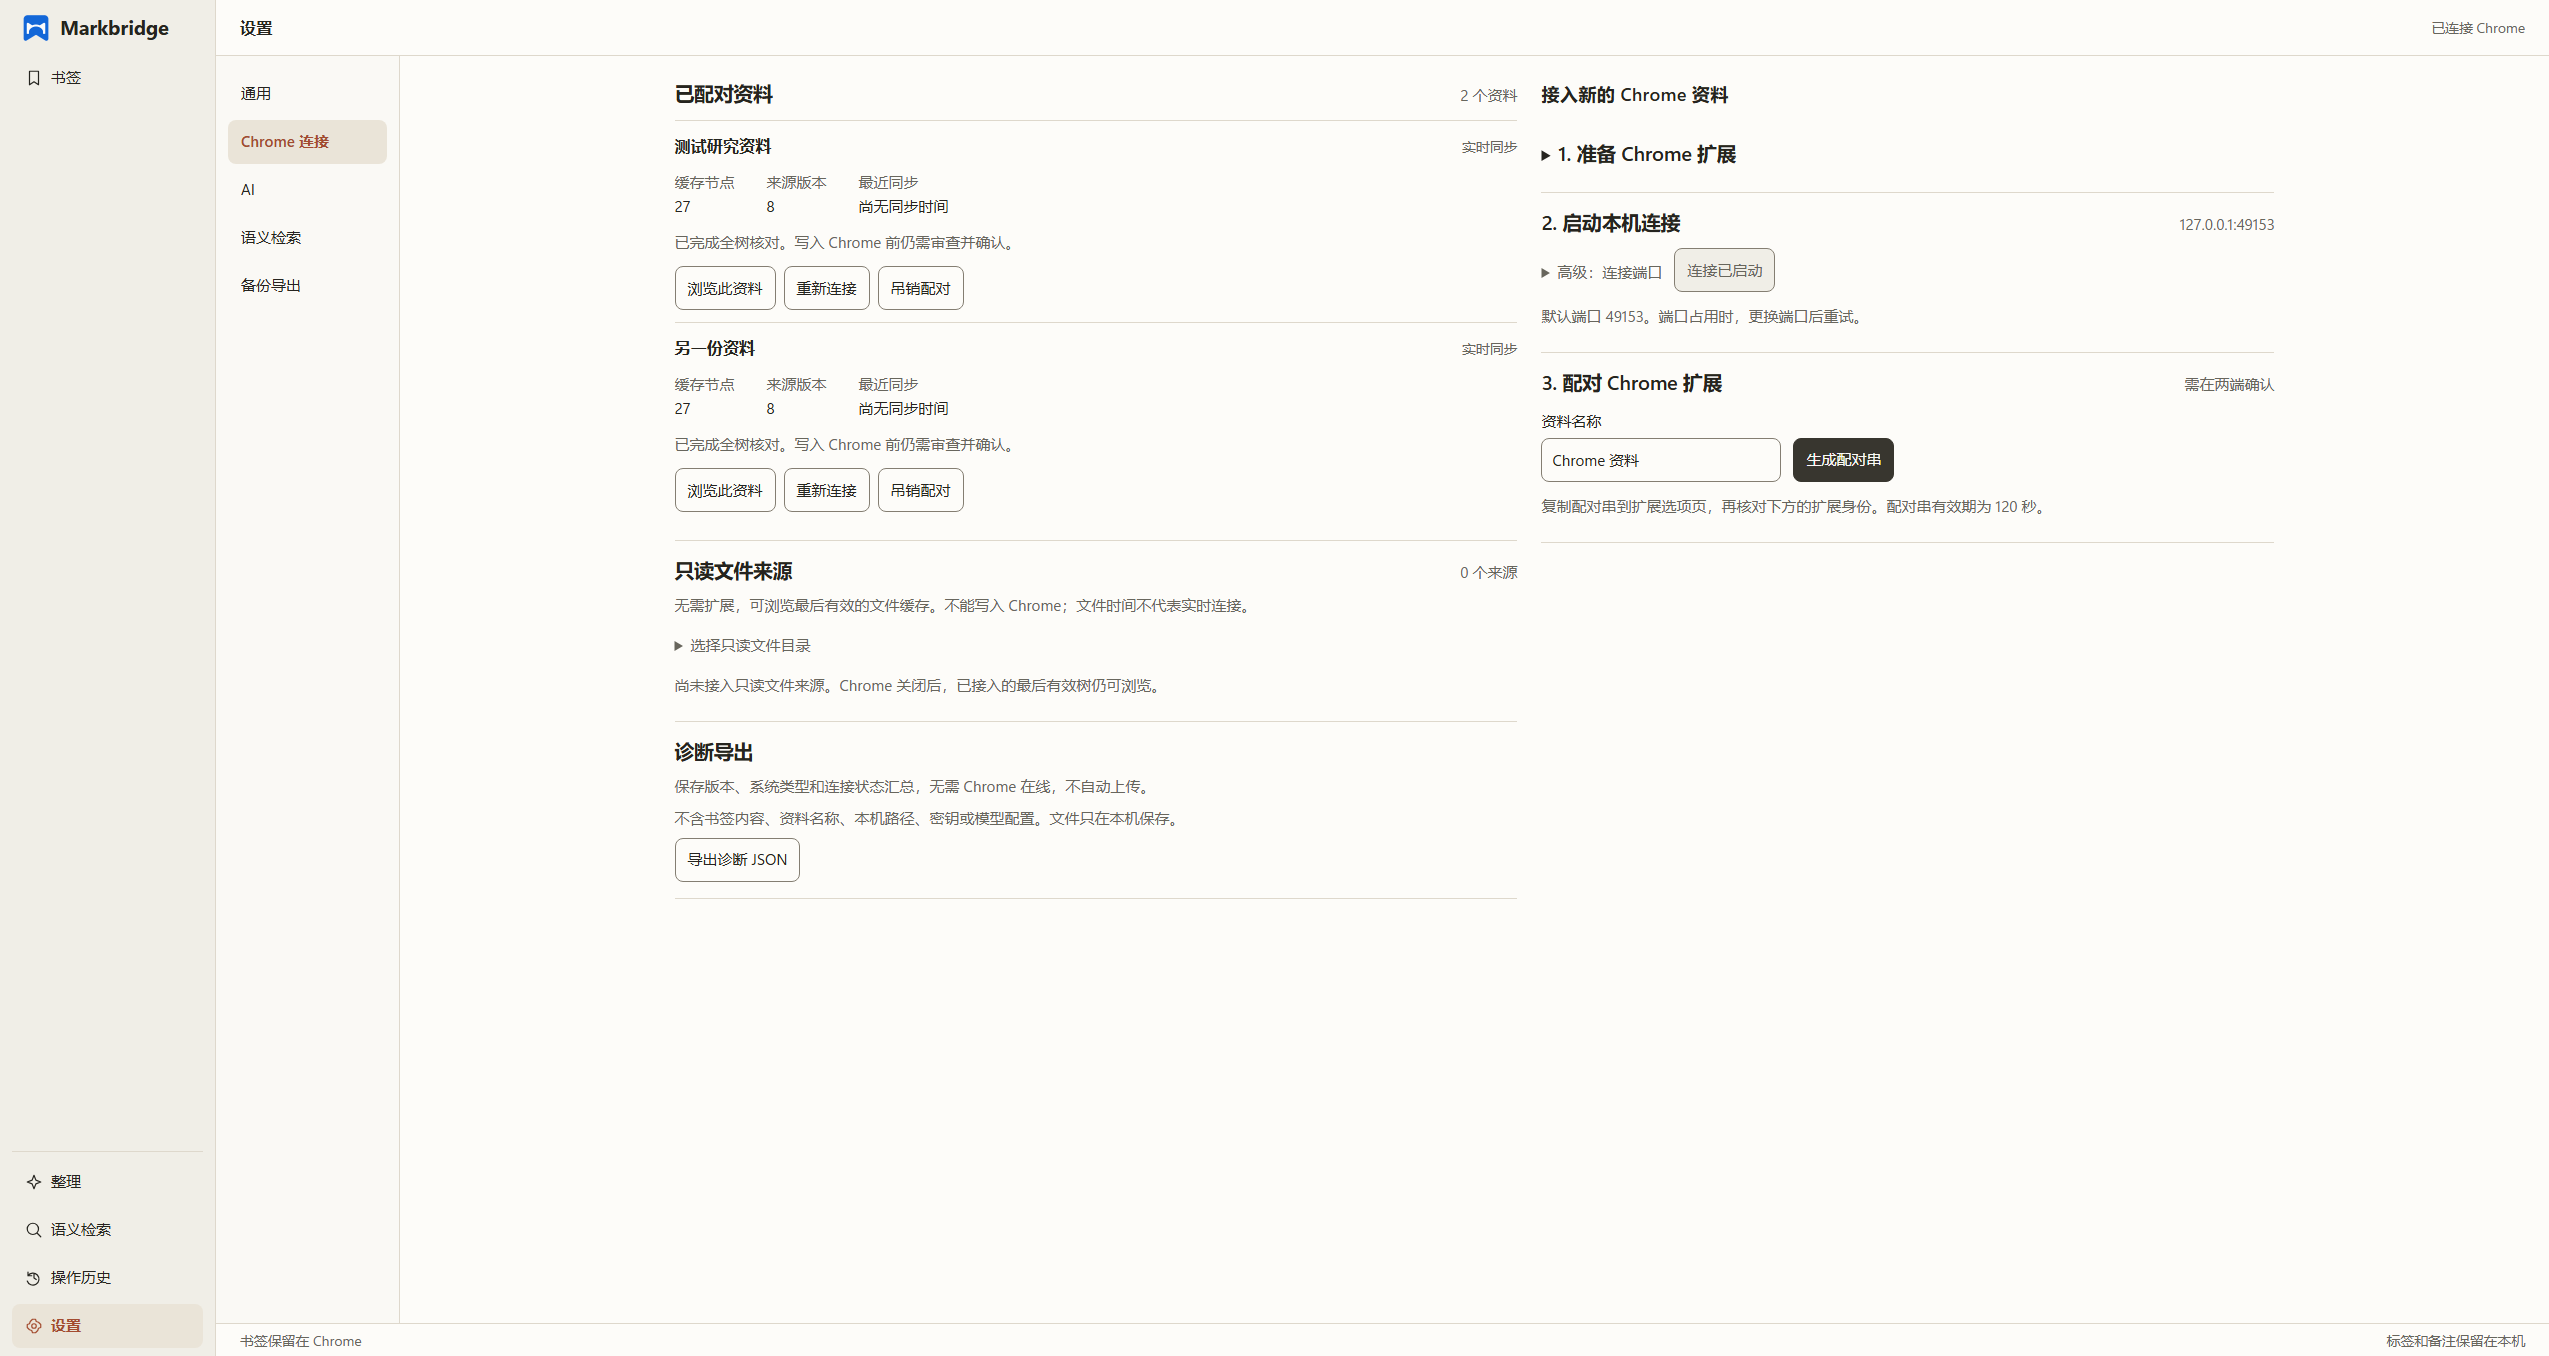 Markbridge
书签
整理
语义检索
操作历史
设置
设置
已连接 Chrome
通用
Chrome 连接
AI
语义检索
备份导出
已配对资料
2 个资料
测试研究资料
实时同步
缓存节点 来源版本 最近同步
27 8 尚无同步时间
已完成全树核对。写入 Chrome 前仍需审查并确认。
浏览此资料 重新连接 吊销配对
另一份资料
实时同步
缓存节点 来源版本 最近同步
27 8 尚无同步时间
已完成全树核对。写入 Chrome 前仍需审查并确认。
浏览此资料 重新连接 吊销配对
只读文件来源
0 个来源
无需扩展，可浏览最后有效的文件缓存。不能写入 Chrome；文件时间不代表实时连接。
选择只读文件目录
尚未接入只读文件来源。Chrome 关闭后，已接入的最后有效树仍可浏览。
诊断导出
保存版本、系统类型和连接状态汇总，无需 Chrome 在线，不自动上传。
不含书签内容、资料名称、本机路径、密钥或模型配置。文件只在本机保存。
导出诊断 JSON
接入新的 Chrome 资料
1. 准备 Chrome 扩展
2. 启动本机连接
127.0.0.1:49153
高级：连接端口 连接已启动
默认端口 49153。端口占用时，更换端口后重试。
3. 配对 Chrome 扩展
需在两端确认
资料名称
Chrome 资料 生成配对串
复制配对串到扩展选项页，再核对下方的扩展身份。配对串有效期为 120 秒。
书签保留在 Chrome
标签和备注保留在本机